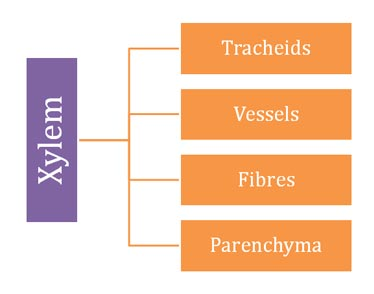 Xylem
Tracheids
Vessels
Fibres
Parenchyma